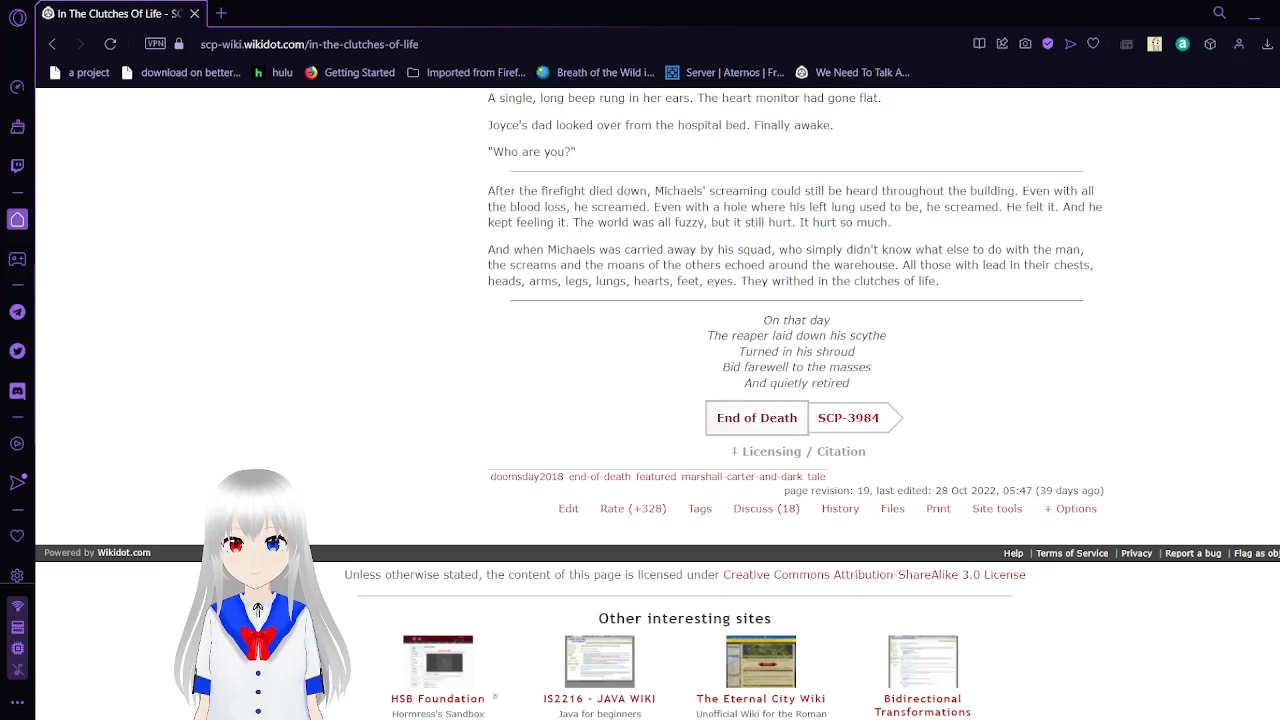 In The Clutches Of Life - SC
VPN
scp-wiki.wikidot.com/in-the-clutches-of-life
a project
download on better...
hulu
Getting Started
Imported from Firef...
Breath of the Wild i...
Server | Aternos | Fr...
We Need To Talk A...
A single, long beep rung in her ears. The heart monitor had gone flat.
Joyce's dad looked over from the hospital bed. Finally awake.
"Who are you?"
After the firefight died down, Michaels' screaming could still be heard throughout the building. Even with all
the blood loss, he screamed. Even with a hole where his left lung used to be, he screamed. He felt it. And he
kept feeling it. The world was all fuzzy, but it still hurt. It hurt so much.
And when Michaels was carried away by his squad, who simply didn't know what else to do with the man,
the screams and the moans of the others echoed around the warehouse. All those with lead in their chests,
heads, arms, legs, lungs, hearts, feet, eyes. They writhed in the clutches of life.
On that day
The reaper laid down his scythe
Turned in his shroud
Bid farewell to the masses
And quietly retired
End of Death
SCP-3984
‡ Licensing / Citation
doomsday2018 end-of-death featured marshall-carter-and-dark tale
page revision: 19, last edited: 28 Oct 2022, 05:47 (39 days ago)
Edit Rate (+328) Tags Discuss (18) History Files Print Site tools + Options
Powered by Wikidot.com
Help | Terms of Service | Privacy | Report a bug | Flag as obj
Unless otherwise stated, the content of this page is licensed under Creative Commons Attribution-ShareAlike 3.0 License
Other interesting sites
HSB Foundation
Hormress's Sandbox
IS2216 - JAVA WIKI
Java for beginners
The Eternal City Wiki
Unofficial Wiki for the Roman
Bidirectional
Transformations